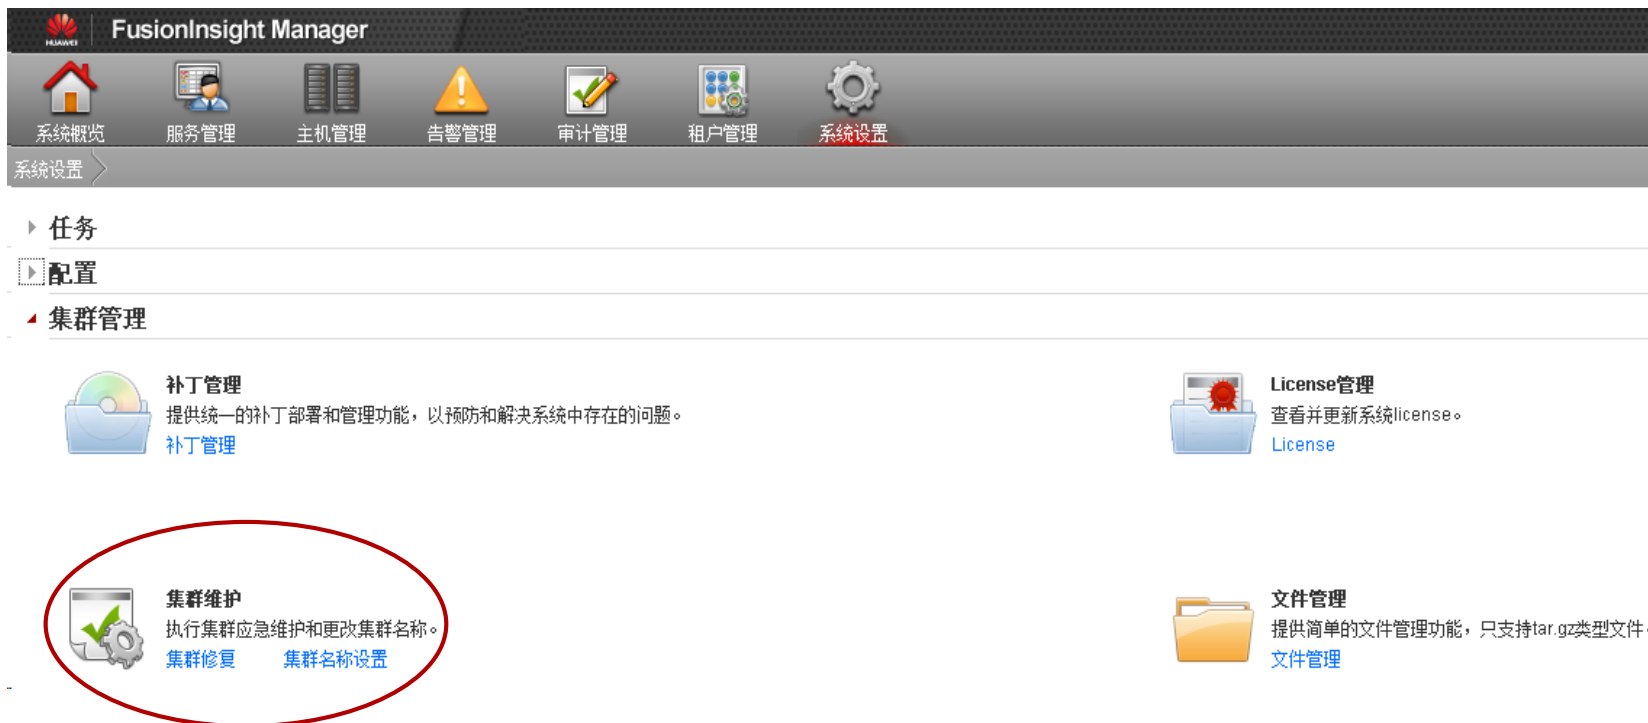 HUAWEI
FusionInsight Manager
系统概览
服务管理
主机管理
告警管理
审计管理
租户管理
系统设置
系统设置
任务
配置
集群管理
补丁管理
提供统一的补丁部署和管理功能，以预防和解决系统中存在的问题。
补丁管理
License管理
查看并更新系统license。
License
集群维护
执行集群应急维护和更改集群名称。
集群修复 集群名称设置
文件管理
提供简单的文件管理功能，只支持tar.gz类型文件。
文件管理